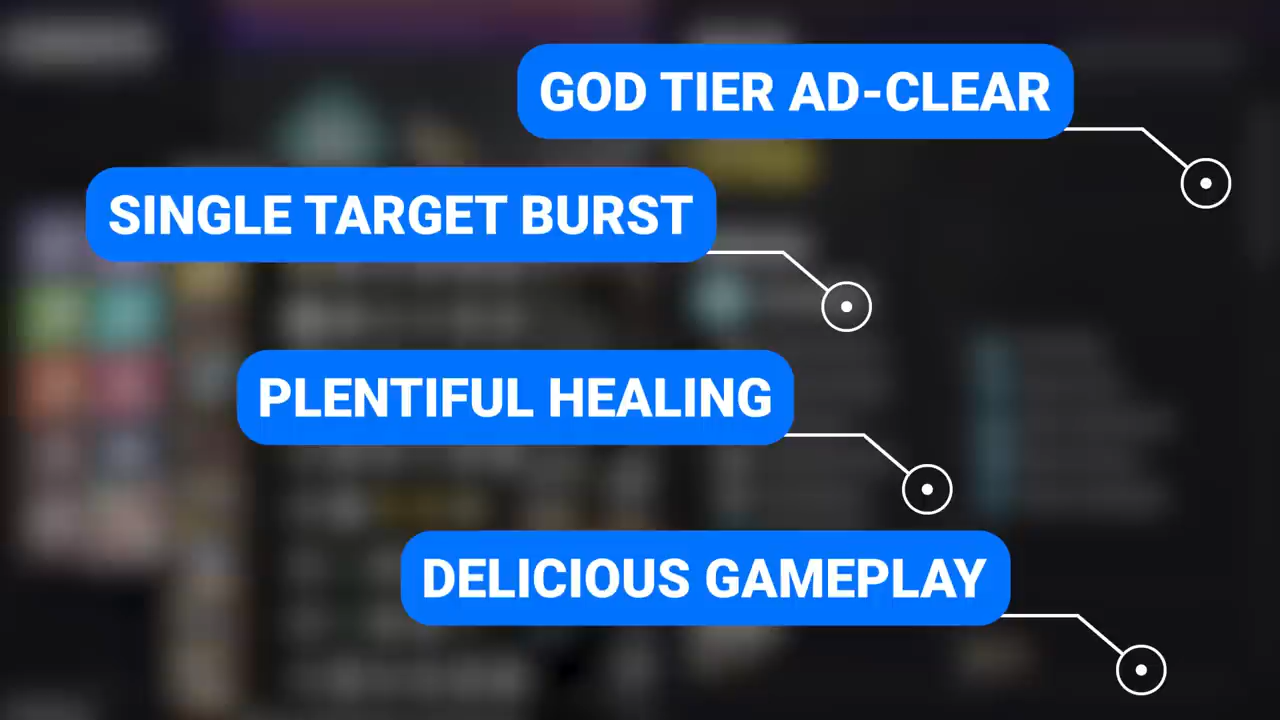 GOD TIER AD-CLEAR
SINGLE TARGET BURST
PLENTIFUL HEALING
DELICIOUS GAMEPLAY